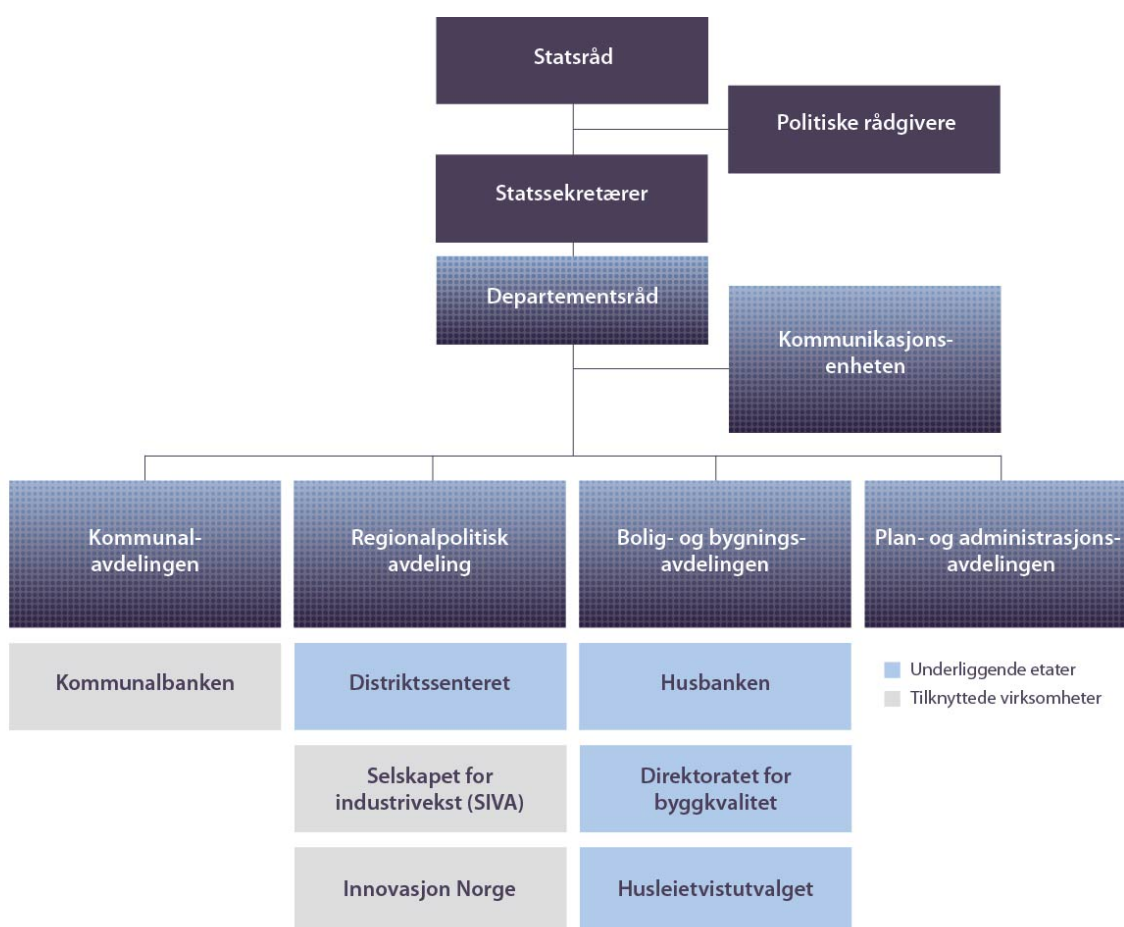 Statsråd
Politiske rådgivere
Statssekretærer
Departementsråd
Kommunikasjons-
enheten
Kommunal-
avdelingen
Regionalpolitisk
avdeling
Bolig- og bygnings-
avdelingen
Plan- og administrasjons-
avdelingen
Kommunalbanken
Distriktssenteret
Husbanken
Underliggende etater
Tilknyttede virksomheter
Selskapet for
industrivekst (SIVA)
Direktoratet for
byggkvalitet
Innovasjon Norge
Husleietvistutvalget